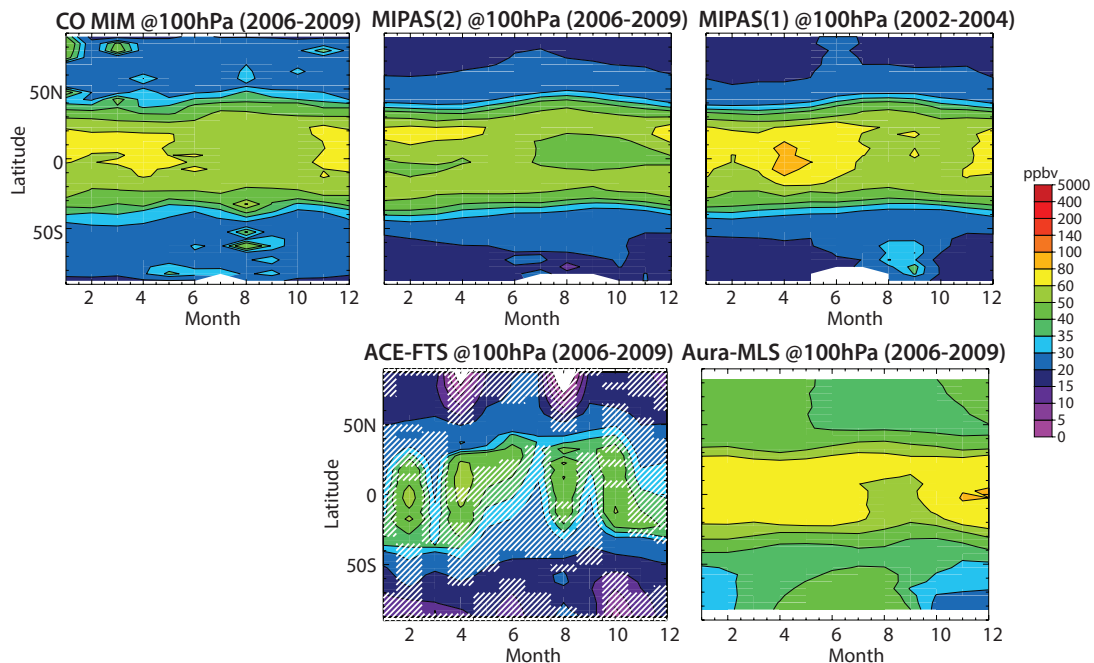 CO MIM @100hPa (2006-2009) MIPAS(2) @100hPa (2006-2009) MIPAS(1) @100hPa (2002-2004)
50N
0
50S
Latitude
2 4 6 8 10 12
Month
2 4 6 8 10 12
Month
2 4 6 8 10 12
Month
ppbv
5000
400
200
140
100
80
60
50
40
35
30
20
15
10
5
0
ACE-FTS @100hPa (2006-2009) Aura-MLS @100hPa (2006-2009)
50N
0
50S
Latitude
2 4 6 8 10 12
Month
2 4 6 8 10 12
Month